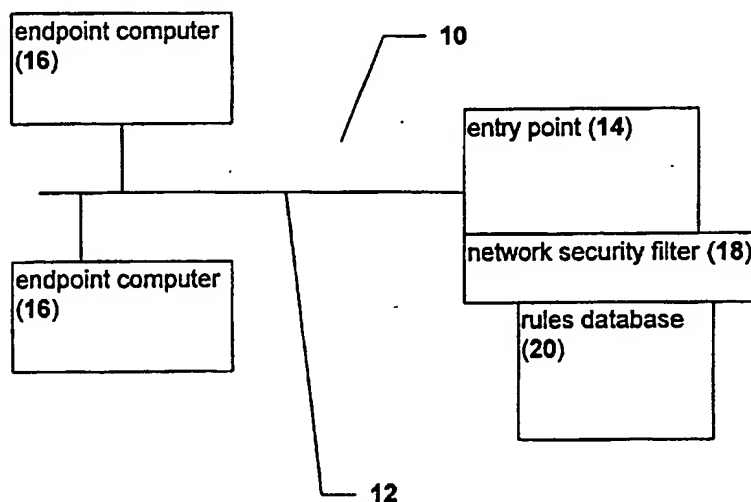 endpoint computer
(16)
10
entry point (14)
network security filter (18)
endpoint computer
(16)
rules database
(20)
12